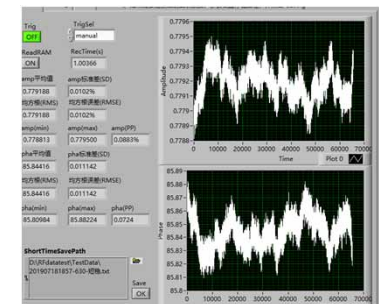 Trig
TrigSel
OFF
manual
ReadRAM
RecTime(s)
ON
1.00366
amp平均值
amp标准差(SD)
0.779188
0.0102%
均方根(RMS)
均方根误差(RMSE)
0.779188
0.0102%
amp(min)
amp(max)
amp(PP)
0.778813
0.779500
0.0883%
pha平均值
pha标准差(SD)
85.84416
0.011142
均方根(RMS)
均方根误差(RMSE)
85.84416
0.011142
pha(min)
pha(max)
pha(PP)
85.80984
85.88224
0.0724
ShortTimeSavePath
D:\RFdatatest\TestData\
201907181857-630-短档.txt
Save
OK
Amplitude
0.7796
0.7795
0.7794
0.7793
0.7792
0.7791
0.779
0.7789
0.7788
0
10000
20000
30000
40000
50000
60000
70000
Time
Plot 0
Phase
85.89
85.88
85.87
85.86
85.85
85.84
85.83
85.82
85.81
85.8
0
10000
20000
30000
40000
50000
60000
70000